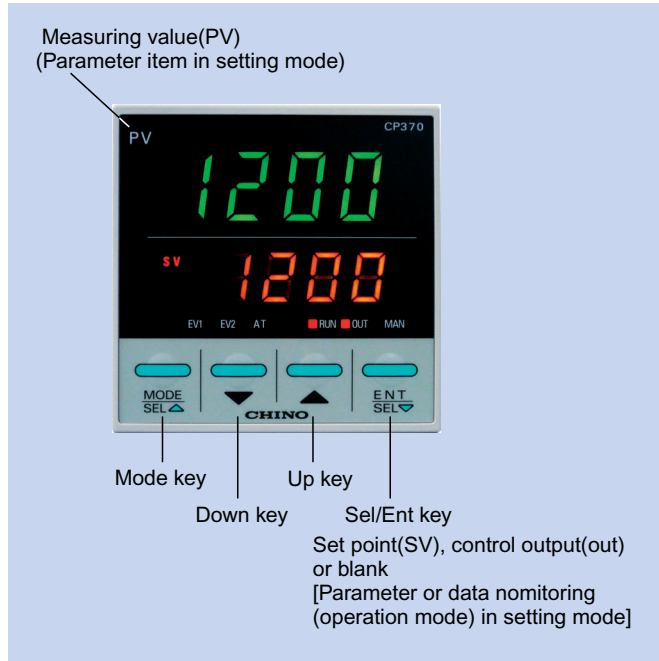 Measuring value(PV)
(Parameter item in setting mode)
PV
CP370
1200
SV
1200
EV1 EV2 AT RUN OUT MAN
MODE
SEL
ENT
SEL
CHINO
Mode key
Up key
Down key
Sel/Ent key
Set point(SV), control output(out)
or blank
[Parameter or data nomitoring
(operation mode) in setting mode]